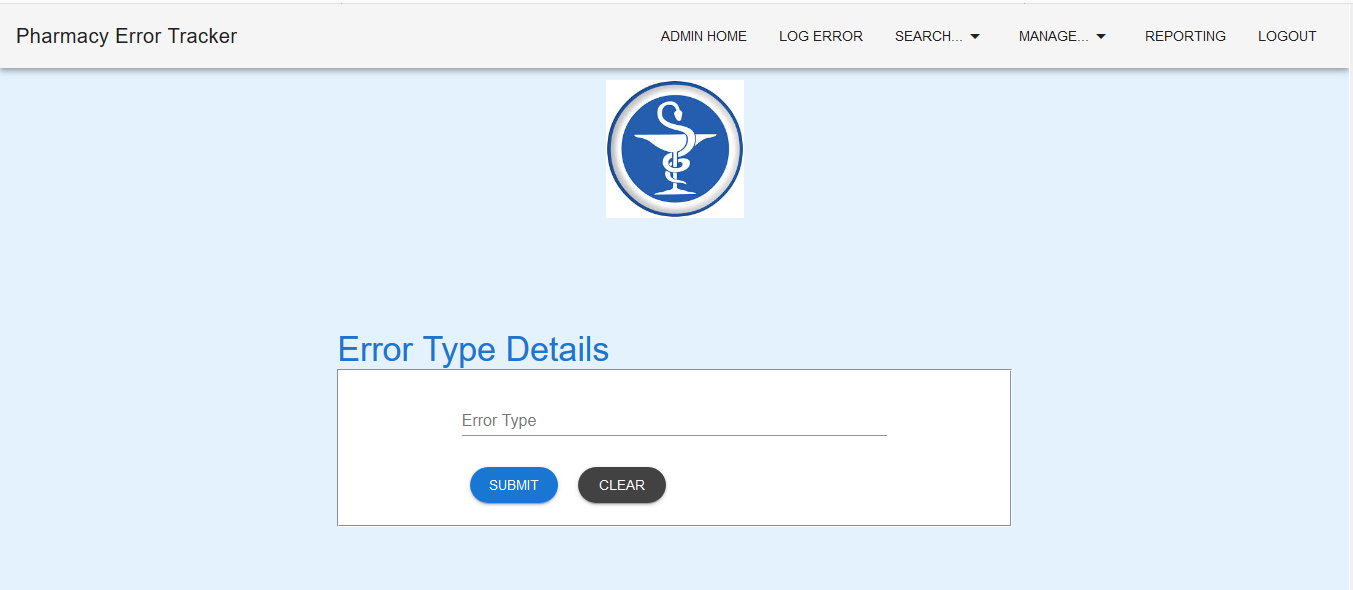 Pharmacy Error Tracker
ADMIN HOME LOG ERROR SEARCH... MANAGE... REPORTING LOGOUT
Error Type Details
Error Type
SUBMIT CLEAR